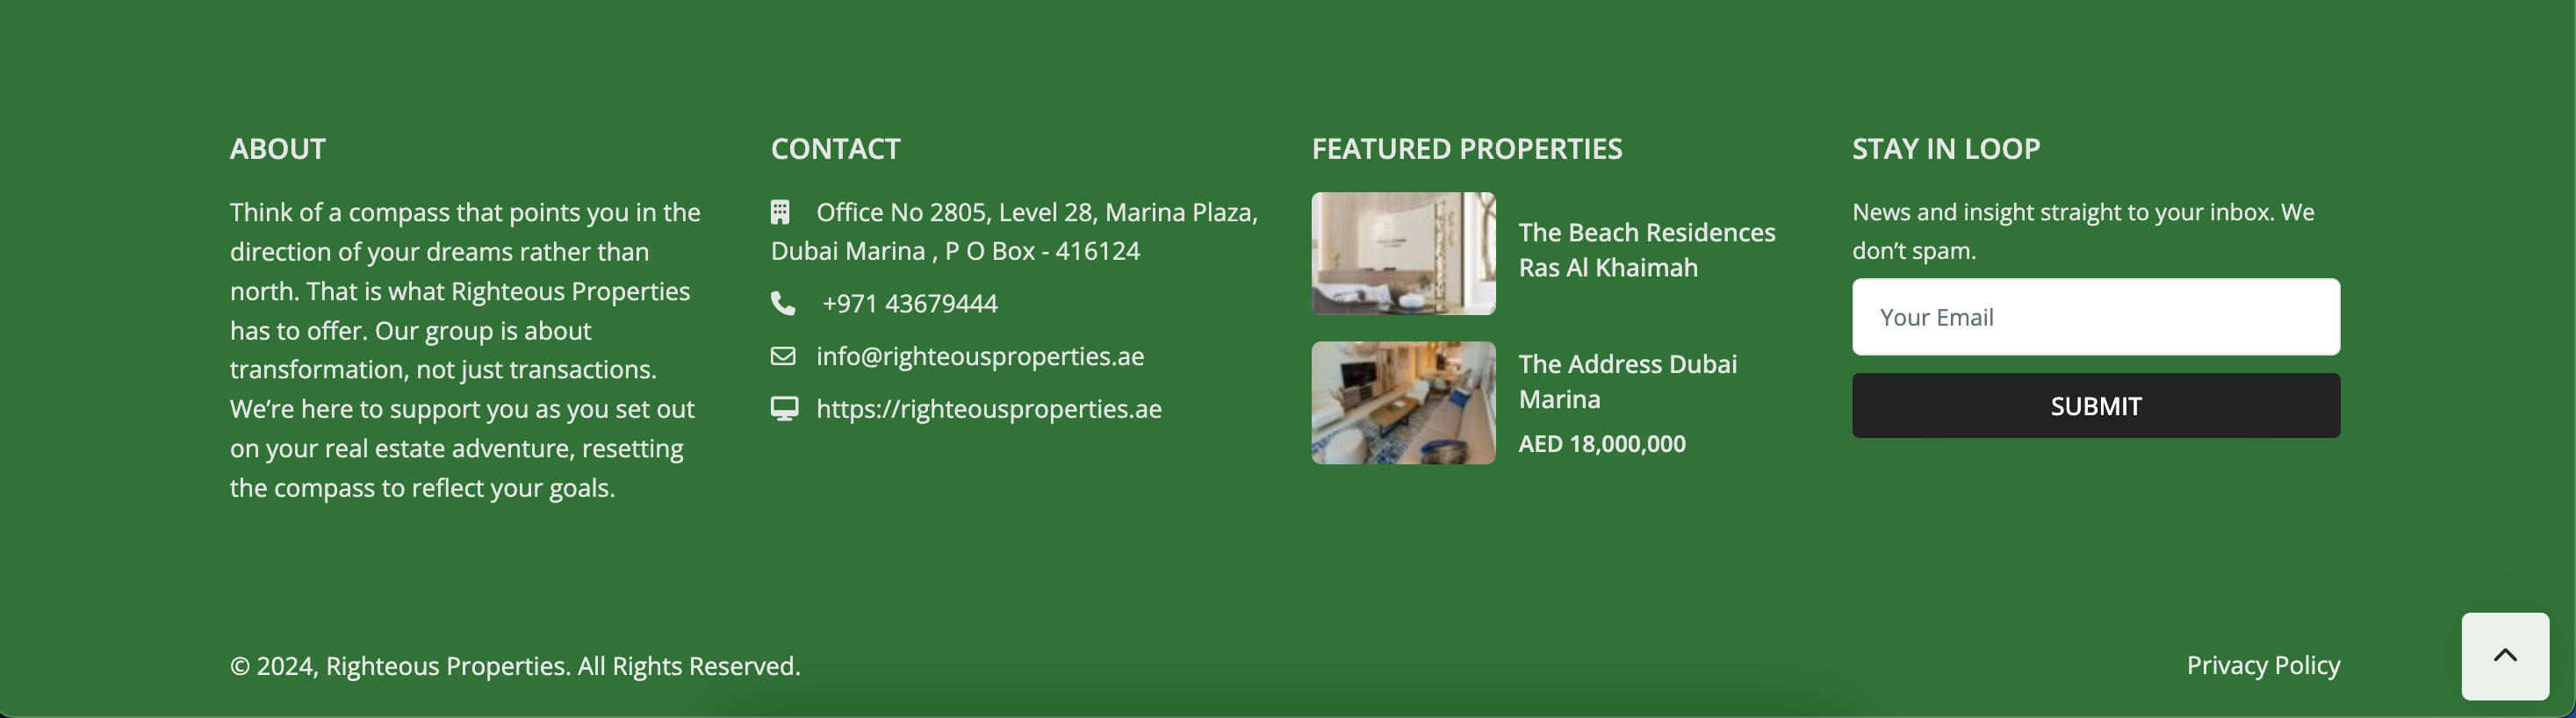 ABOUT
Think of a compass that points you in the
direction of your dreams rather than
north. That is what Righteous Properties
has to offer. Our group is about
transformation, not just transactions.
We’re here to support you as you set out
on your real estate adventure, resetting
the compass to reflect your goals.
CONTACT
Office No 2805, Level 28, Marina Plaza,
Dubai Marina , P O Box - 416124
+971 43679444
info@righteousproperties.ae
https://righteousproperties.ae
FEATURED PROPERTIES
The Beach Residences
Ras Al Khaimah
The Address Dubai
Marina
AED 18,000,000
STAY IN LOOP
News and insight straight to your inbox. We
don’t spam.
Your Email
SUBMIT
© 2024, Righteous Properties. All Rights Reserved.
Privacy Policy